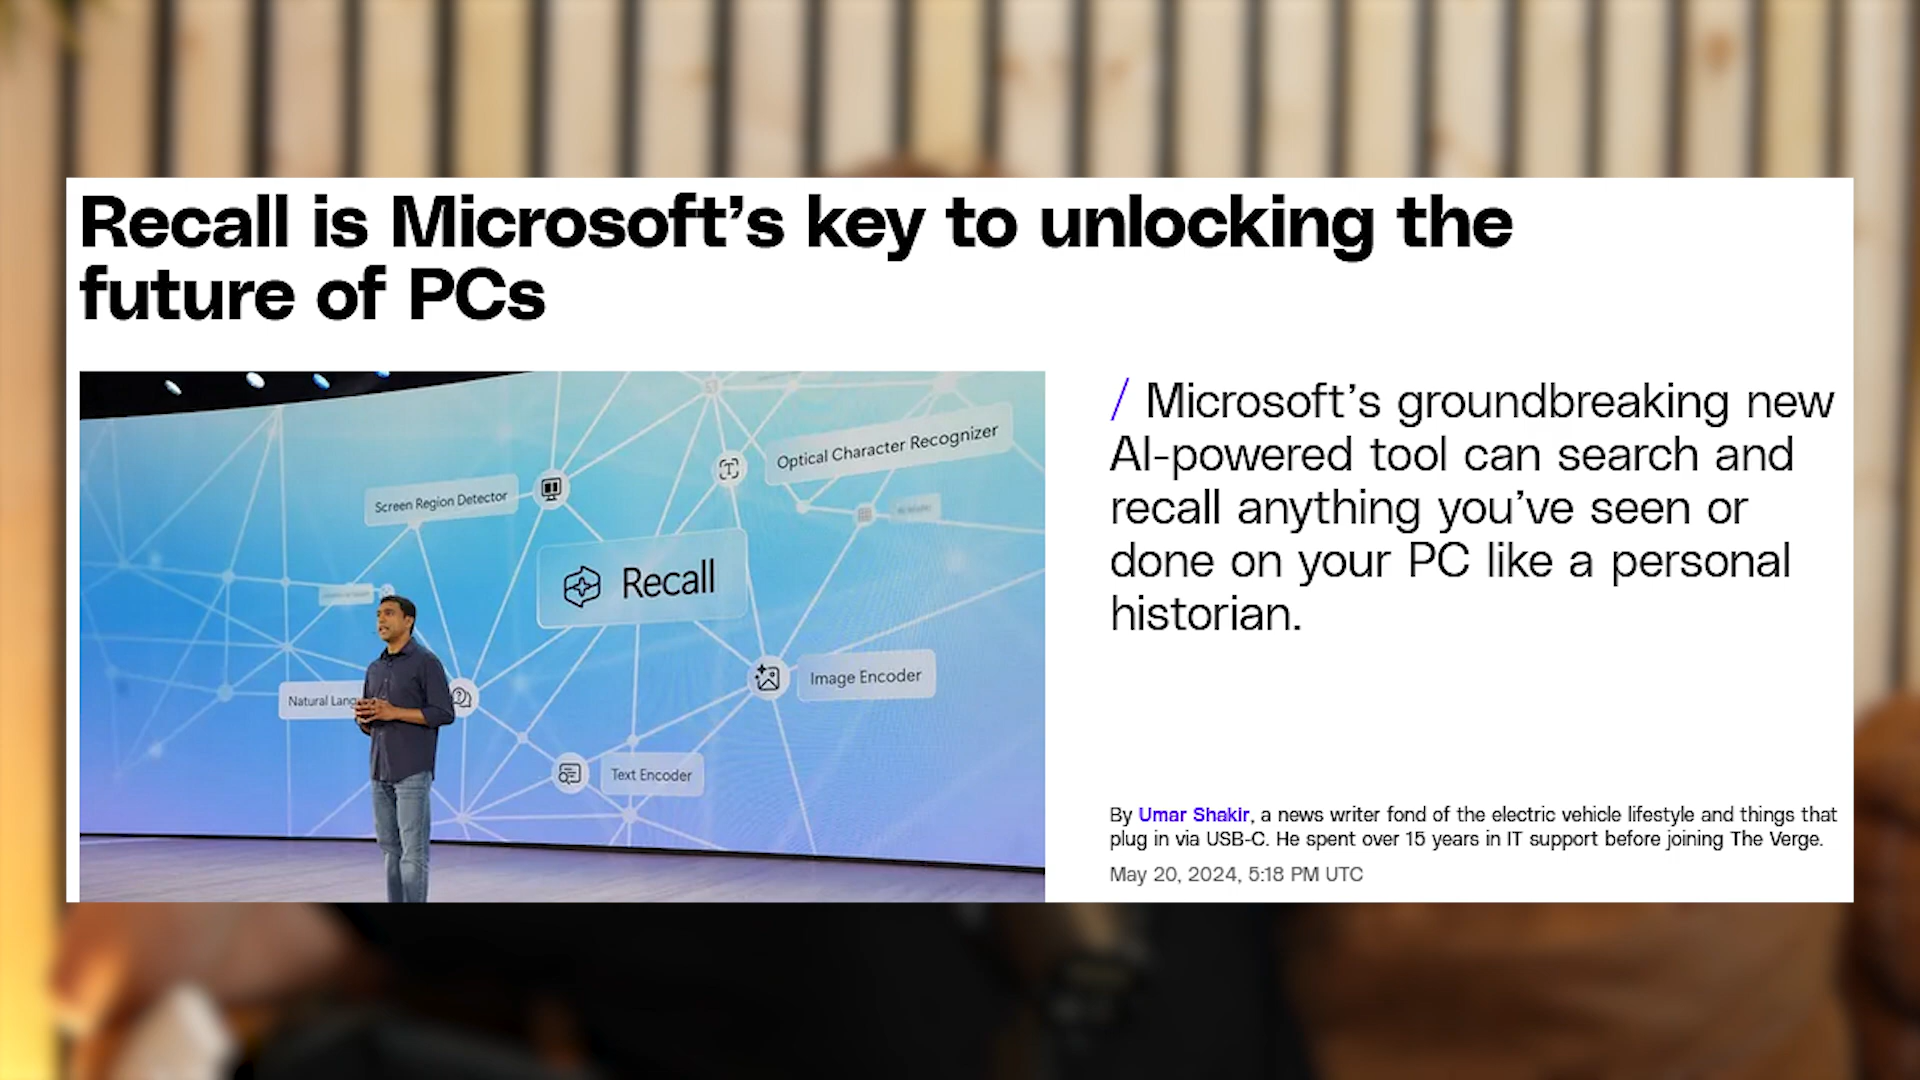 Recall is Microsoft’s key to unlocking the
future of PCs
/ Microsoft’s groundbreaking new
AI-powered tool can search and
recall anything you’ve seen or
done on your PC like a personal
historian.
Optical Character Recognizer
Screen Region Detector
Recall
Image Encoder
Natural Lang
Text Encoder
By Umar Shakir, a news writer fond of the electric vehicle lifestyle and things that
plug in via USB-C. He spent over 15 years in IT support before joining The Verge.
May 20, 2024, 5:18 PM UTC